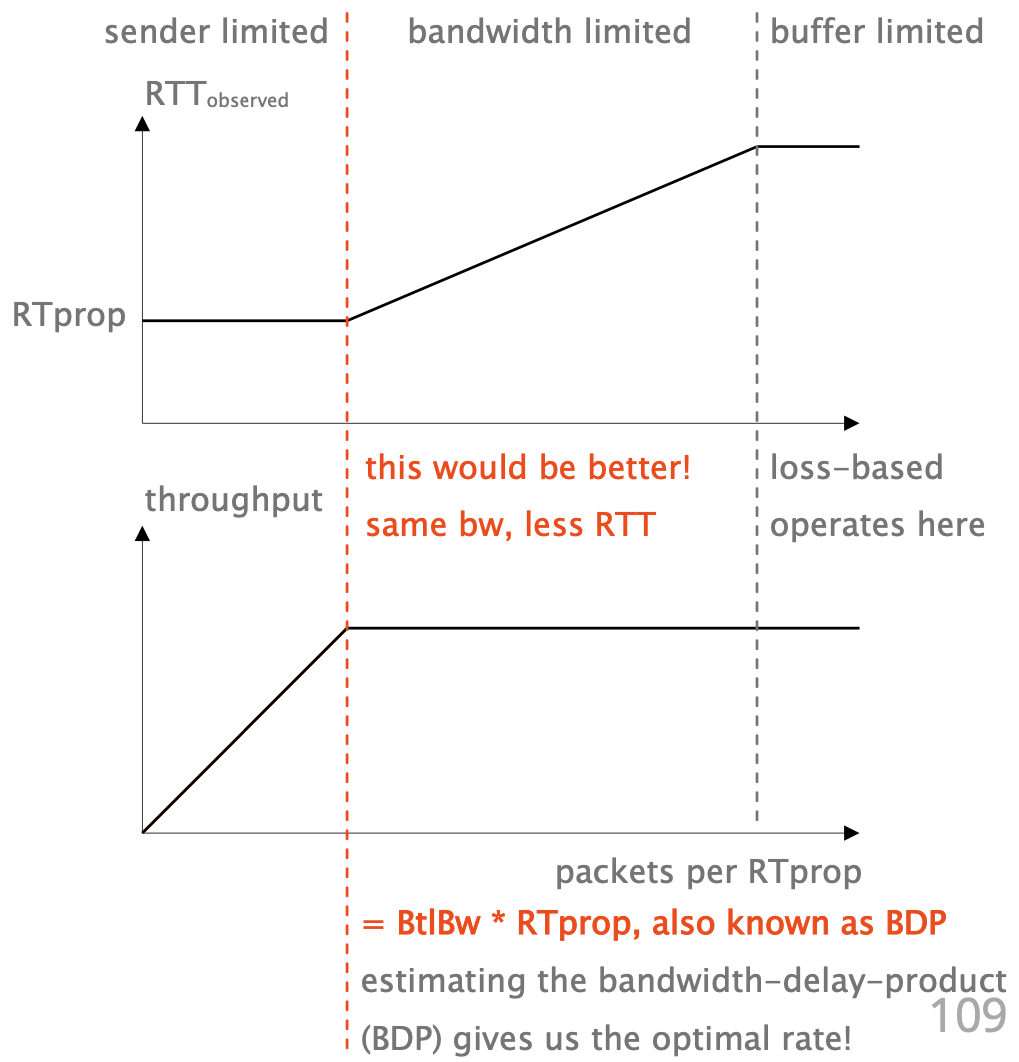 sender limited
bandwidth limited
buffer limited
RTTobserved
RTprop
this would be better!
same bw, less RTT
loss-based
operates here
throughput
packets per RTprop
= BtlBw * RTprop, also known as BDP
estimating the bandwidth-delay-product
(BDP) gives us the optimal rate!
109